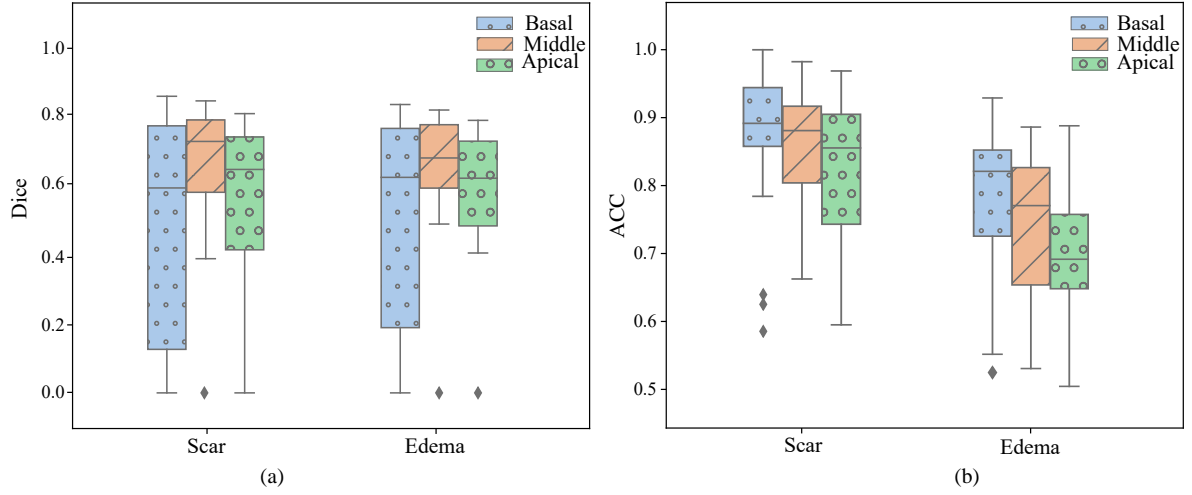 Basal
Middle
Apical
1.0
0.8
0.6
0.4
0.2
0.0
Dice
Scar
Edema
(a)
Basal
Middle
Apical
1.0
0.9
0.8
0.7
0.6
0.5
ACC
Scar
Edema
(b)